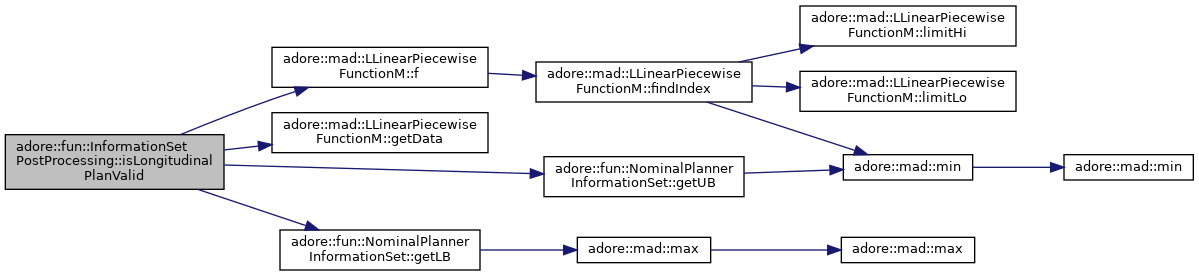 adore::fun::InformationSet
PostProcessing::isLongitudinal
PlanValid
adore::mad::LLinearPiecewise
FunctionM::f
adore::mad::LLinearPiecewise
FunctionM::getData
adore::fun::NominalPlanner
InformationSet::getUB
adore::fun::NominalPlanner
InformationSet::getLB
adore::mad::LLinearPiecewise
FunctionM::findIndex
adore::mad::max
adore::mad::LLinearPiecewise
FunctionM::limitHi
adore::mad::LLinearPiecewise
FunctionM::limitLo
adore::mad::min
adore::mad::max
adore::mad::min